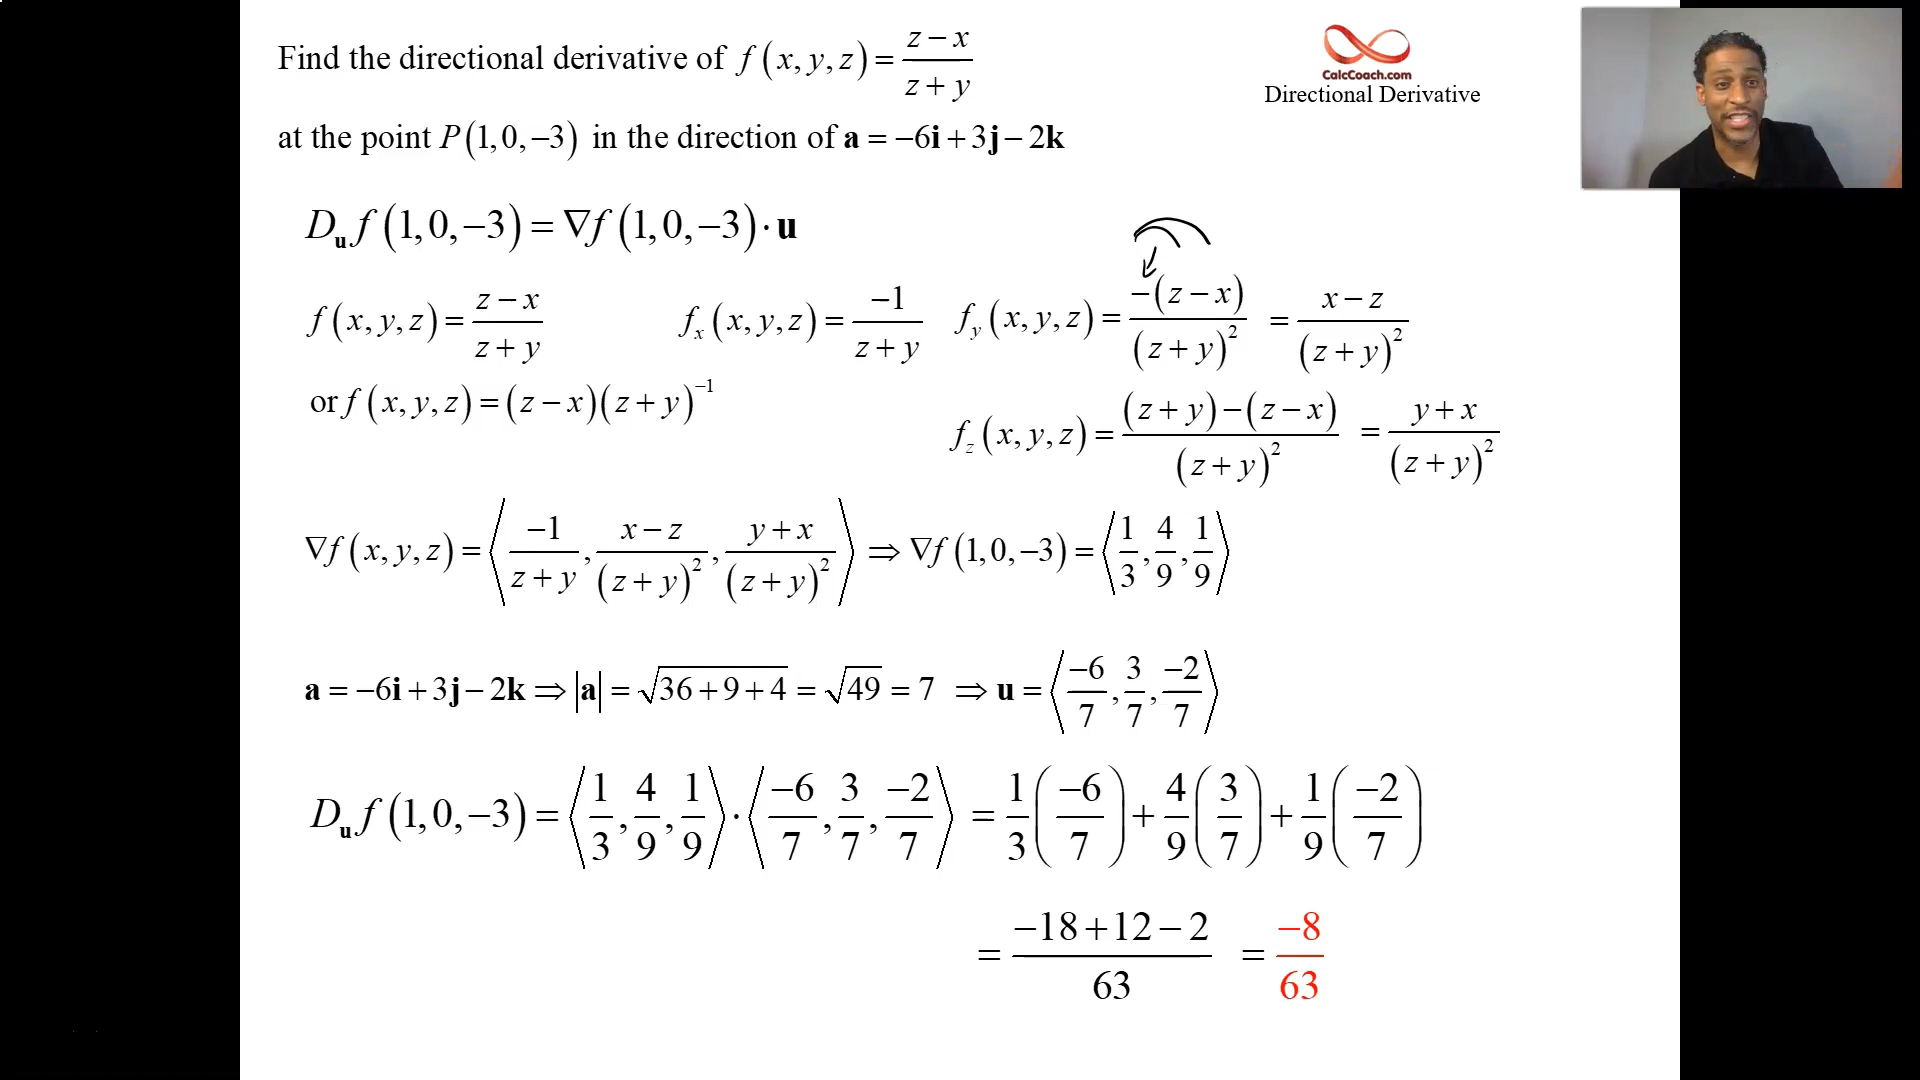 Find the directional derivative of f(x, y, z) = (z − x)/(z + y)
CalcCoach.com
Directional Derivative
at the point P(1, 0, −3) in the direction of a = −6i + 3j − 2k
D_u f(1, 0, −3) = ∇f(1, 0, −3) · u
f(x, y, z) = (z − x)/(z + y)
f_x(x, y, z) = −1/(z + y)
f_y(x, y, z) = −(z − x)/(z + y)² = (x − z)/(z + y)²
or f(x, y, z) = (z − x)(z + y)⁻¹
f_z(x, y, z) = ((z + y) − (z − x))/(z + y)² = (y + x)/(z + y)²
∇f(x, y, z) = ⟨−1/(z + y), (x − z)/(z + y)², (y + x)/(z + y)²⟩ ⇒ ∇f(1, 0, −3) = ⟨1/3, 4/9, 1/9⟩
a = −6i + 3j − 2k ⇒ |a| = √(36 + 9 + 4) = √49 = 7 ⇒ u = ⟨−6/7, 3/7, −2/7⟩
D_u f(1, 0, −3) = ⟨1/3, 4/9, 1/9⟩ · ⟨−6/7, 3/7, −2/7⟩ = 1/3(−6/7) + 4/9(3/7) + 1/9(−2/7)
= (−18 + 12 − 2)/63 = −8/63